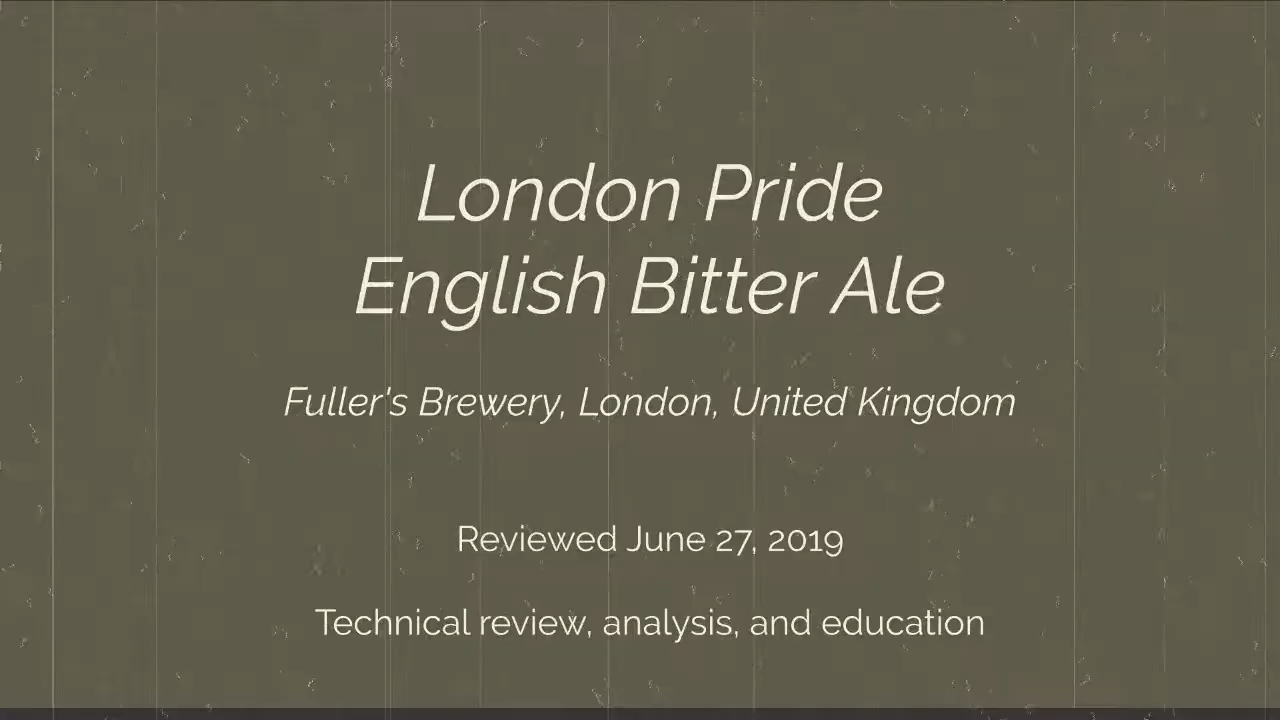 London Pride
English Bitter Ale
Fuller's Brewery, London, United Kingdom
Reviewed June 27, 2019
Technical review, analysis, and education